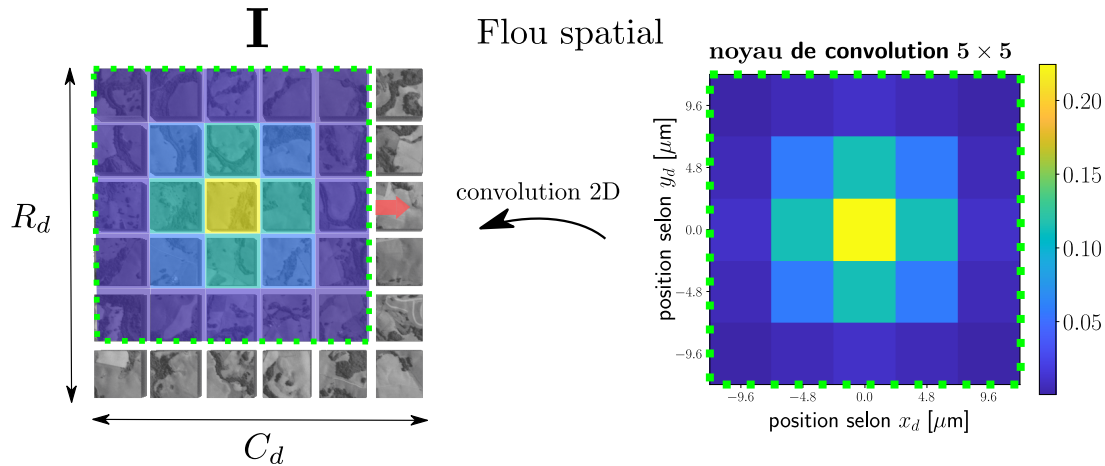 I
Flou spatial
noyau de convolution 5 × 5
R_d
C_d
convolution 2D
position selon y_d [μm]
9.6
4.8
0.0
−4.8
−9.6
−9.6 −4.8 0.0 4.8 9.6
position selon x_d [μm]
0.20
0.15
0.10
0.05